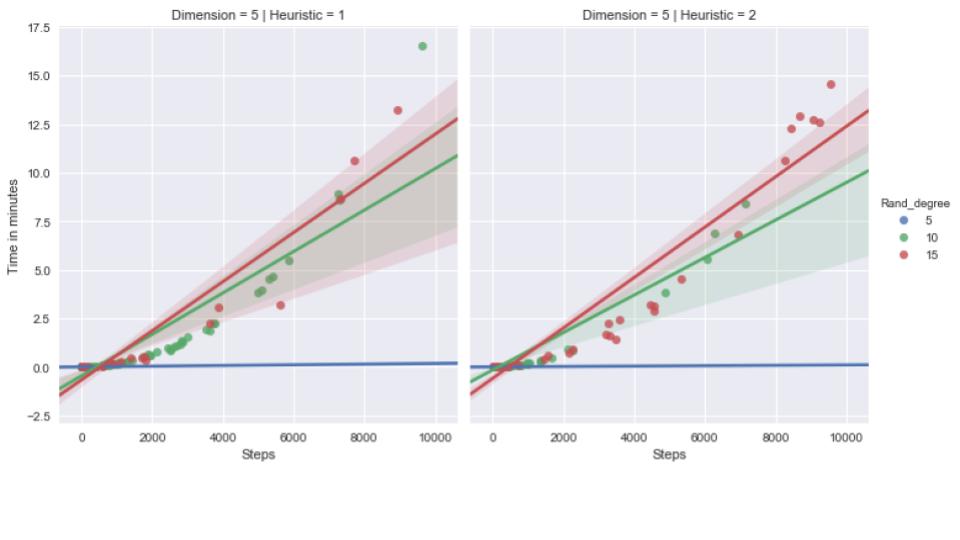 Dimension = 5 | Heuristic = 1
Dimension = 5 | Heuristic = 2
17.5
15.0
12.5
10.0
7.5
5.0
2.5
0.0
−2.5
Time in minutes
0 2000 4000 6000 8000 10000
0 2000 4000 6000 8000 10000
Steps
Steps
Rand_degree
5
10
15